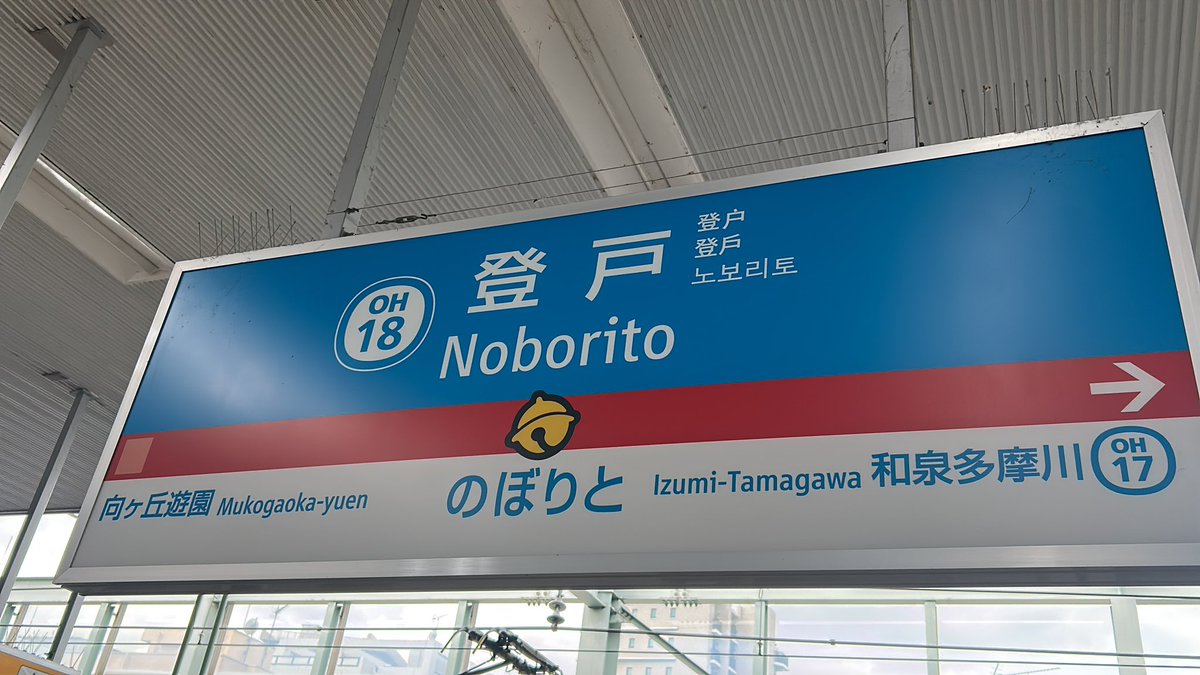 OH
18
登戸
Noborito
登户
登戶
노보리토
のぼりと
向ヶ丘遊園 Mukogaoka-yuen
Izumi-Tamagawa 和泉多摩川
OH
17